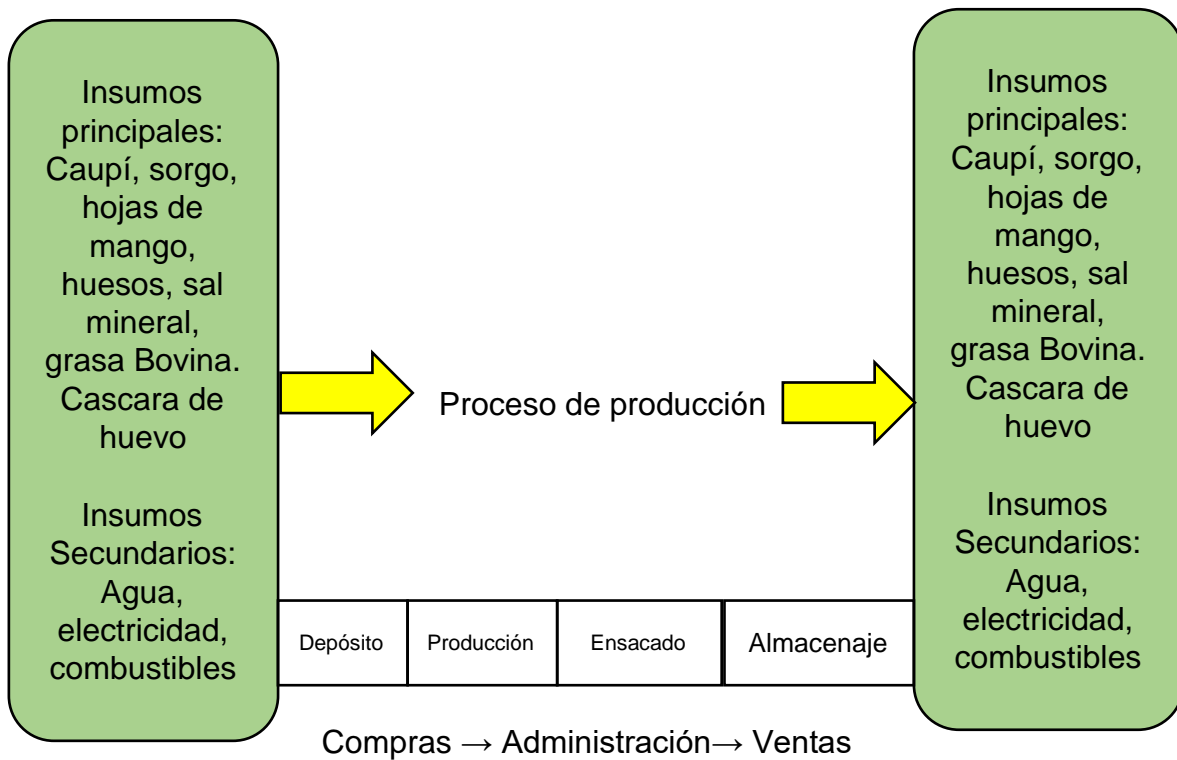 Insumos
principales:
Caupí, sorgo,
hojas de
mango,
huesos, sal
mineral,
grasa Bovina.
Cascara de
huevo
Insumos
Secundarios:
Agua,
electricidad,
combustibles
Proceso de producción
Depósito
Producción
Ensacado
Almacenaje
Compras → Administración→ Ventas
Insumos
principales:
Caupí, sorgo,
hojas de
mango,
huesos, sal
mineral,
grasa Bovina.
Cascara de
huevo
Insumos
Secundarios:
Agua,
electricidad,
combustibles